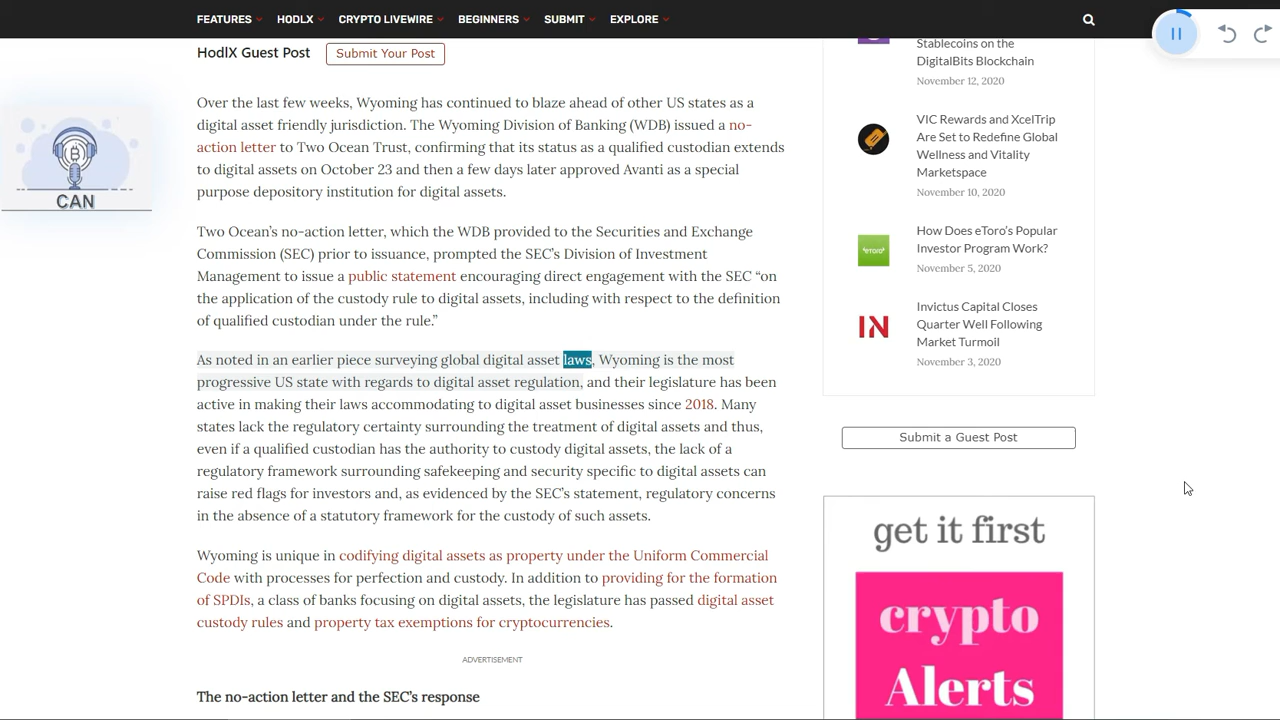 FEATURES HODLX CRYPTO LIVEWIRE BEGINNERS SUBMIT EXPLORE
HodlX Guest Post Submit Your Post
Over the last few weeks, Wyoming has continued to blaze ahead of other US states as a
digital asset friendly jurisdiction. The Wyoming Division of Banking (WDB) issued a no-
action letter to Two Ocean Trust, confirming that its status as a qualified custodian extends
to digital assets on October 23 and then a few days later approved Avanti as a special
purpose depository institution for digital assets.
Two Ocean's no-action letter, which the WDB provided to the Securities and Exchange
Commission (SEC) prior to issuance, prompted the SEC's Division of Investment
Management to issue a public statement encouraging direct engagement with the SEC “on
the application of the custody rule to digital assets, including with respect to the definition
of qualified custodian under the rule.”
As noted in an earlier piece surveying global digital asset laws, Wyoming is the most
progressive US state with regards to digital asset regulation, and their legislature has been
active in making their laws accommodating to digital asset businesses since 2018. Many
states lack the regulatory certainty surrounding the treatment of digital assets and thus,
even if a qualified custodian has the authority to custody digital assets, the lack of a
regulatory framework surrounding safekeeping and security specific to digital assets can
raise red flags for investors and, as evidenced by the SEC's statement, regulatory concerns
in the absence of a statutory framework for the custody of such assets.
Wyoming is unique in codifying digital assets as property under the Uniform Commercial
Code with processes for perfection and custody. In addition to providing for the formation
of SPDIs, a class of banks focusing on digital assets, the legislature has passed digital asset
custody rules and property tax exemptions for cryptocurrencies.
ADVERTISEMENT
The no-action letter and the SEC's response
CAN
Stablecoins on the
DigitalBits Blockchain
November 12, 2020
VIC Rewards and XcelTrip
Are Set to Redefine Global
Wellness and Vitality
Marketspace
November 10, 2020
eToro
How Does eToro's Popular
Investor Program Work?
November 5, 2020
IN
Invictus Capital Closes
Quarter Well Following
Market Turmoil
November 3, 2020
Submit a Guest Post
get it first
crypto
Alerts